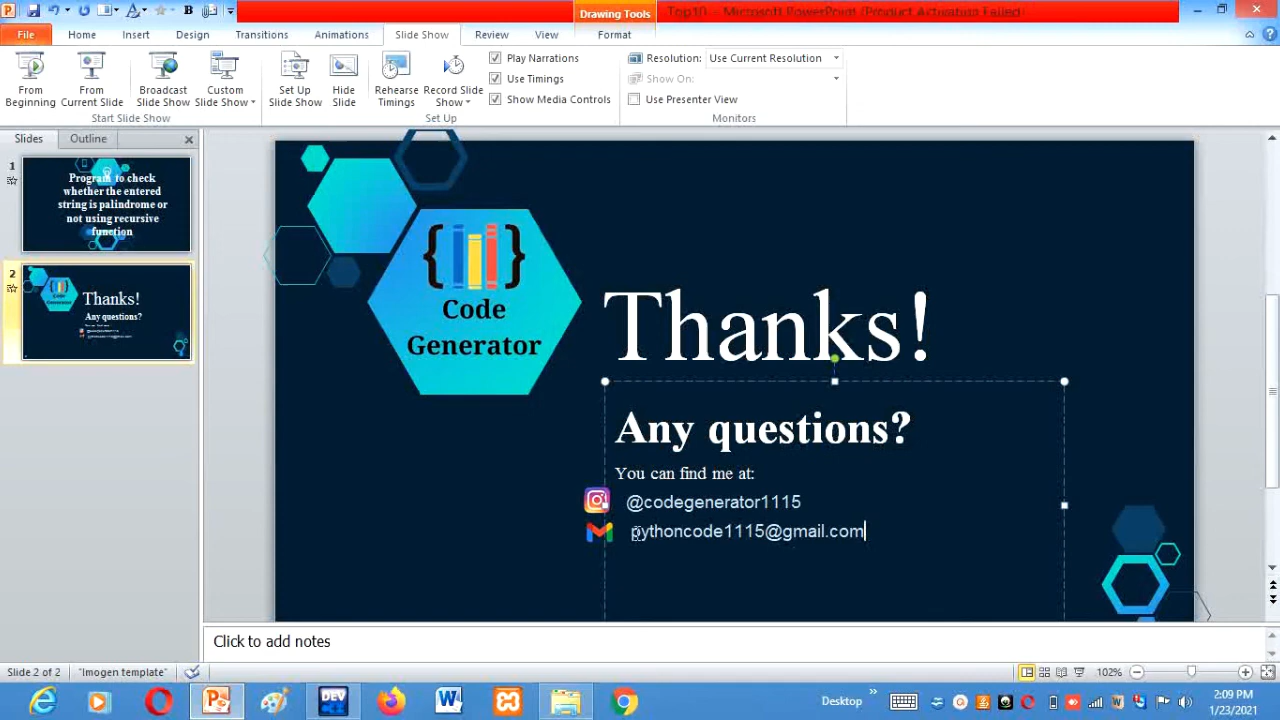 Drawing Tools
Top10 - Microsoft PowerPoint (Product Activation Failed)
File Home Insert Design Transitions Animations Slide Show Review View Format
From Beginning
From Current Slide
Broadcast Slide Show
Custom Slide Show
Set Up Slide Show
Hide Slide
Rehearse Timings
Record Slide Show
Play Narrations
Use Timings
Show Media Controls
Resolution: Use Current Resolution
Show On:
Use Presenter View
Start Slide Show
Set Up
Monitors
Slides Outline
1
Program to check
whether the entered
string is palindrome or
not using recursive
function
2
Code
Generator
Thanks!
Any questions?
{ }
Code
Generator
Thanks!
Any questions?
You can find me at:
@codegenerator1115
pythoncode1115@gmail.com
Click to add notes
Slide 2 of 2 "Imogen template" 102%
DEV
Desktop
2:09 PM
1/23/2021